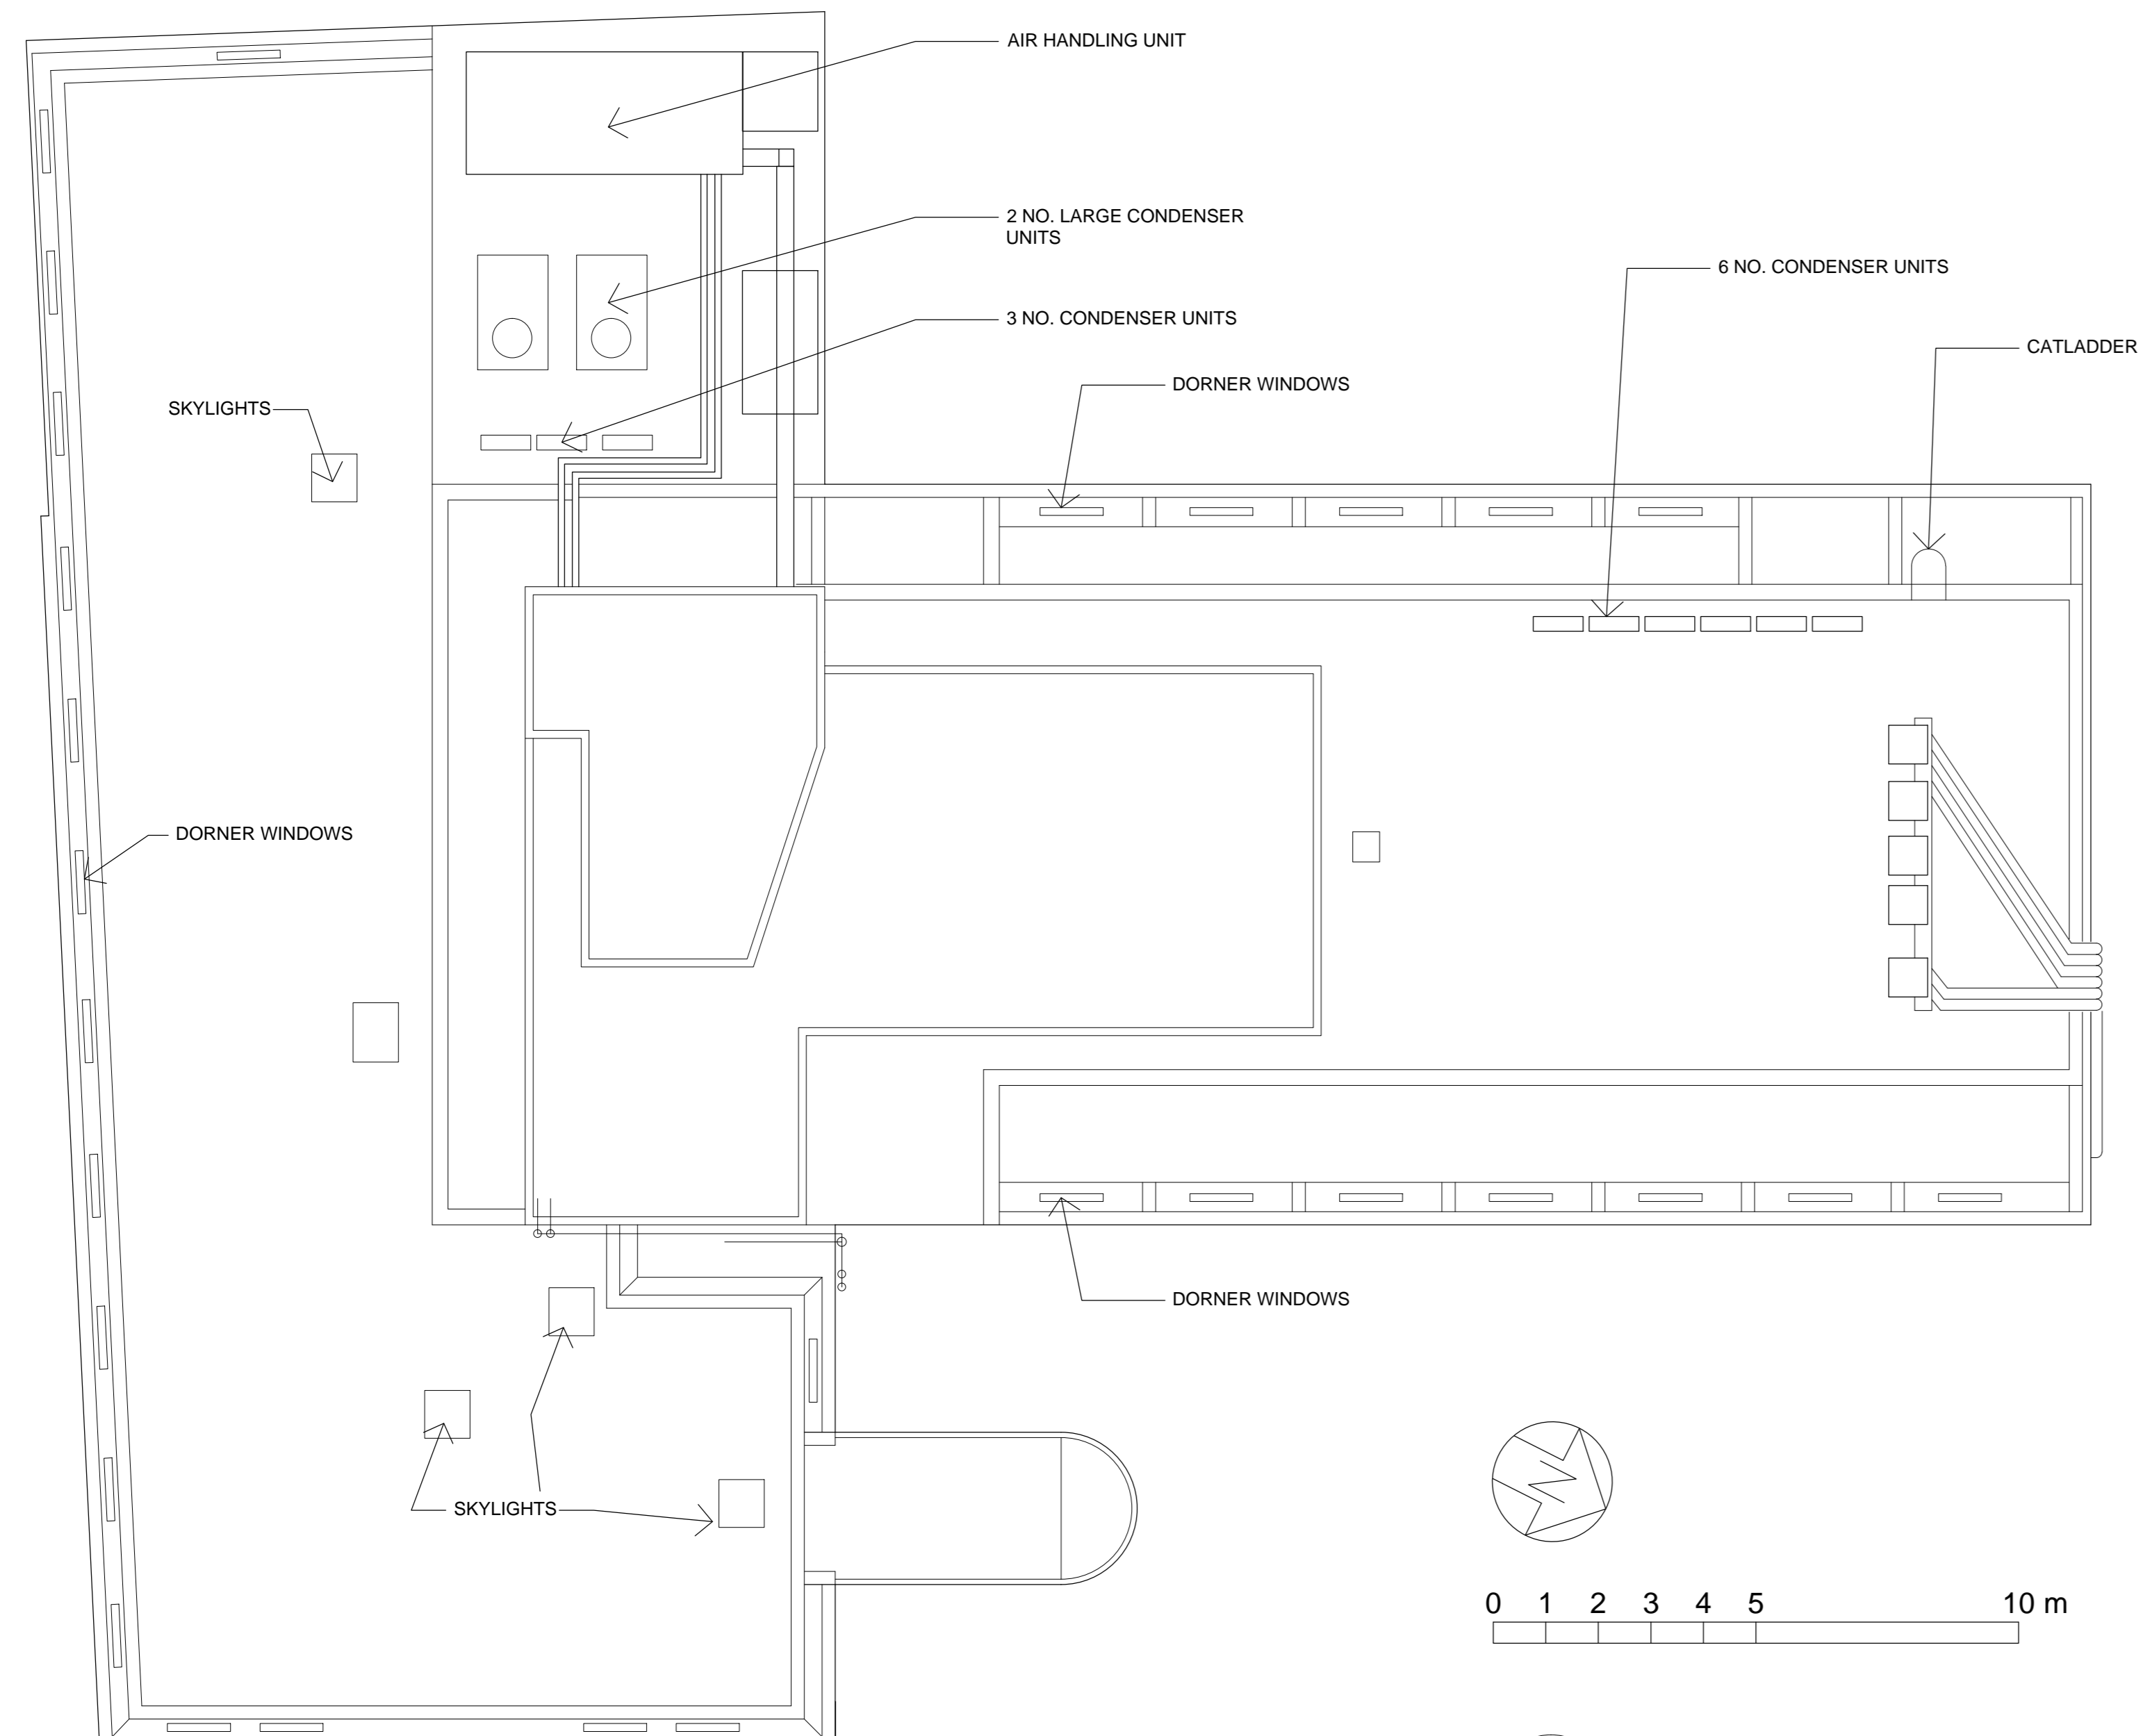 AIR HANDLING UNIT
2 NO. LARGE CONDENSER
UNITS
6 NO. CONDENSER UNITS
3 NO. CONDENSER UNITS
CATLADDER
DORNER WINDOWS
SKYLIGHTS
DORNER WINDOWS
DORNER WINDOWS
SKYLIGHTS
N
0 1 2 3 4 5 10 m